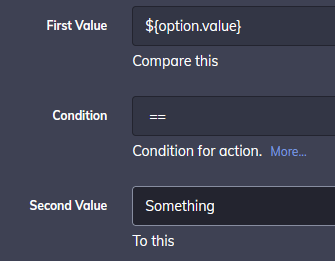 First Value
${option.value}
Compare this
Condition
==
Condition for action. More...
Second Value
Something
To this